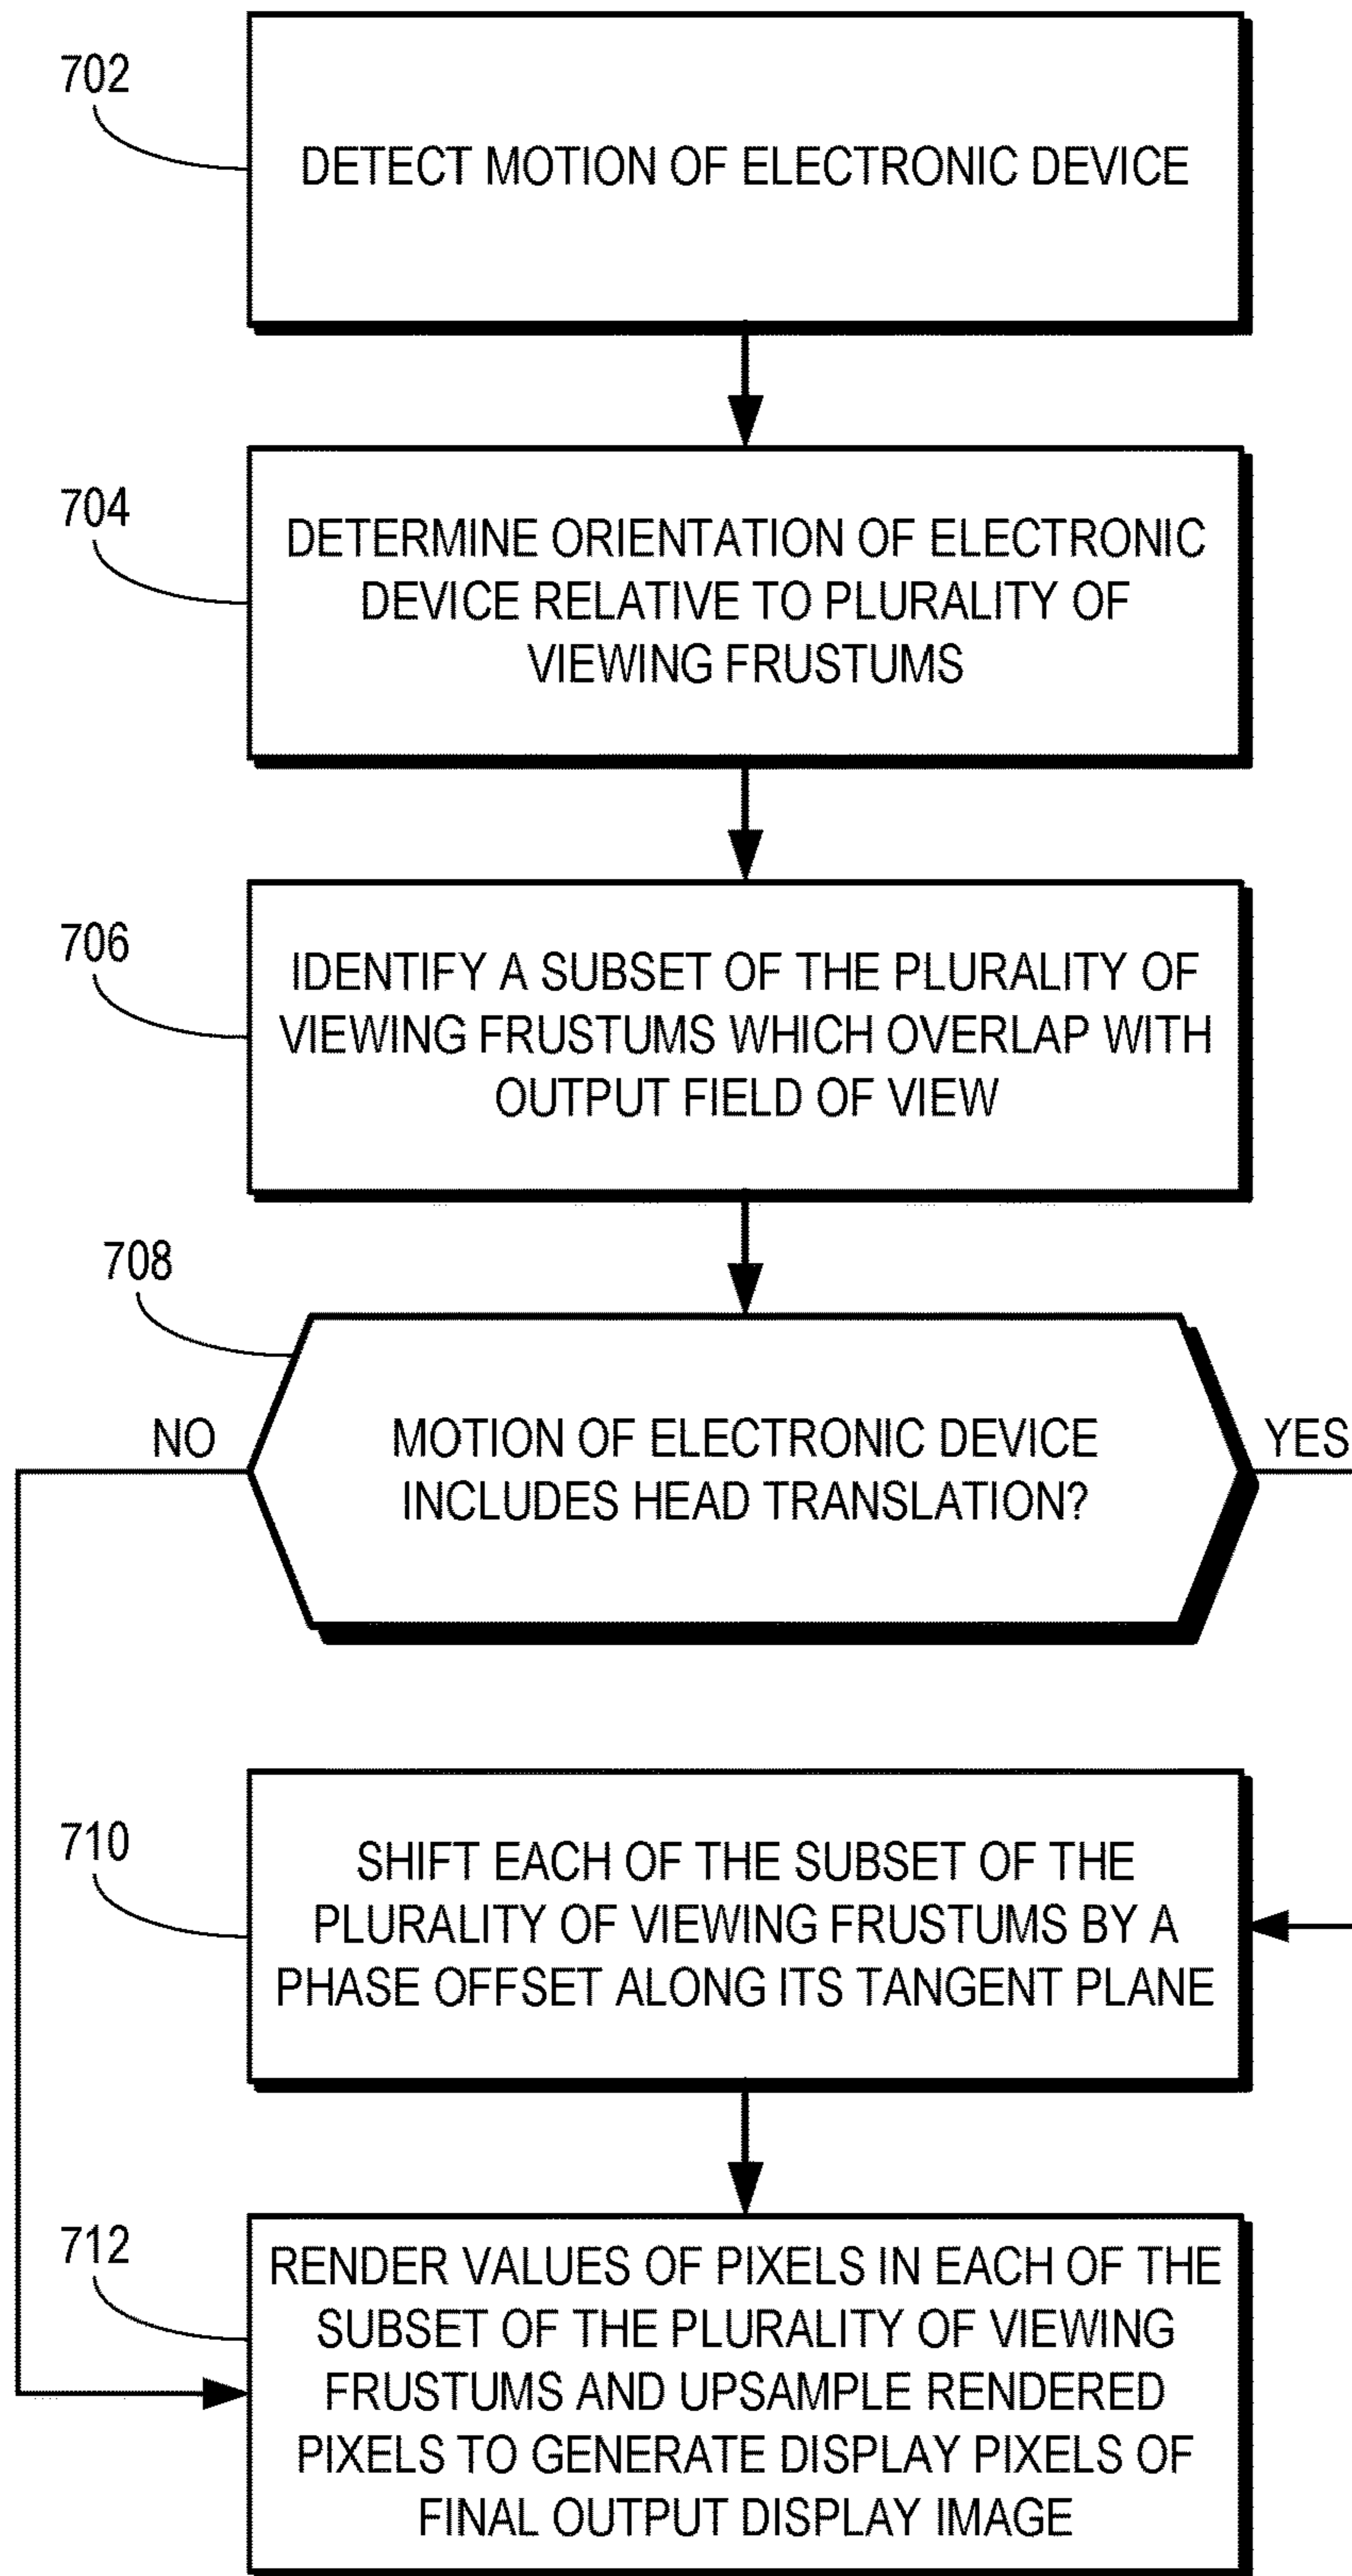 702
DETECT MOTION OF ELECTRONIC DEVICE
704
DETERMINE ORIENTATION OF ELECTRONIC
DEVICE RELATIVE TO PLURALITY OF
VIEWING FRUSTUMS
706
IDENTIFY A SUBSET OF THE PLURALITY OF
VIEWING FRUSTUMS WHICH OVERLAP WITH
OUTPUT FIELD OF VIEW
708
NO
MOTION OF ELECTRONIC DEVICE
INCLUDES HEAD TRANSLATION?
YES
710
SHIFT EACH OF THE SUBSET OF THE
PLURALITY OF VIEWING FRUSTUMS BY A
PHASE OFFSET ALONG ITS TANGENT PLANE
712
RENDER VALUES OF PIXELS IN EACH OF THE
SUBSET OF THE PLURALITY OF VIEWING
FRUSTUMS AND UPSAMPLE RENDERED
PIXELS TO GENERATE DISPLAY PIXELS OF
FINAL OUTPUT DISPLAY IMAGE